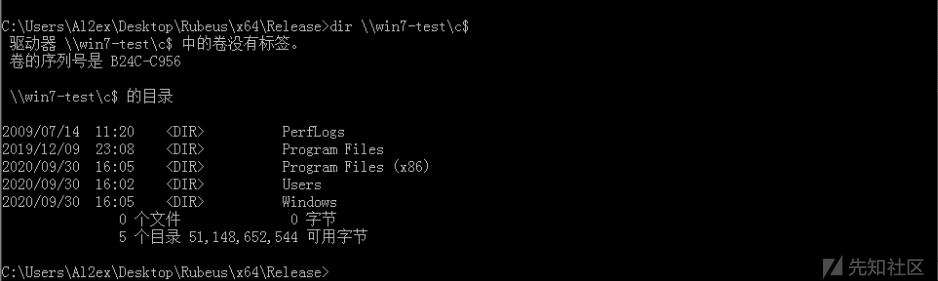 C:\Users\Al2ex\Desktop\Rubeus\x64\Release>dir \\win7-test\c$
驱动器 \\win7-test\c$ 中的卷没有标签。
卷的序列号是 B24C-C956
\\win7-test\c$ 的目录
2009/07/14  11:20    <DIR>          PerfLogs
2019/12/09  23:08    <DIR>          Program Files
2020/09/30  16:05    <DIR>          Program Files (x86)
2020/09/30  16:02    <DIR>          Users
2020/09/30  16:05    <DIR>          Windows
0 个文件              0 字节
5 个目录 51,148,652,544 可用字节
C:\Users\Al2ex\Desktop\Rubeus\x64\Release>
先知社区